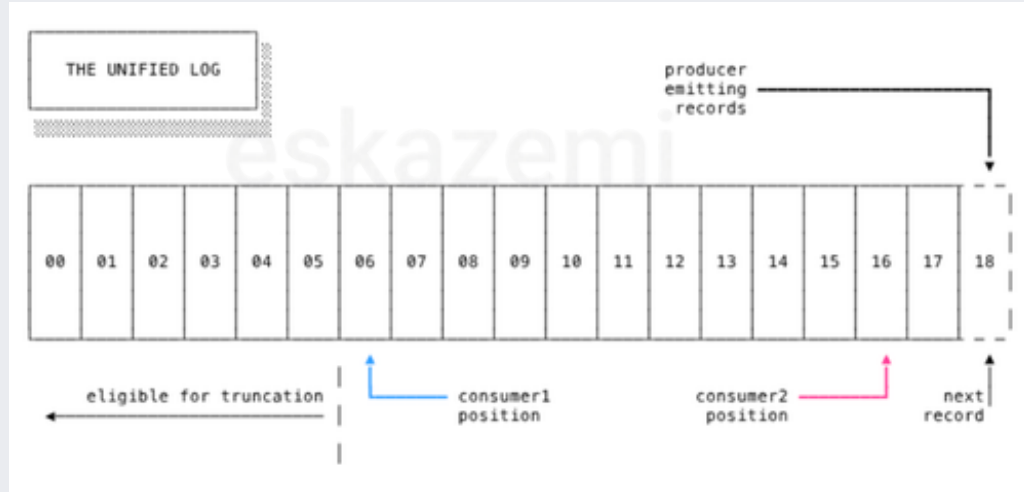 THE UNIFIED LOG
producer
emitting
records
eskazemi
00 01 02 03 04 05 06 07 08 09 10 11 12 13 14 15 16 17 18
eligible for truncation
consumer1
position
consumer2
position
next
record